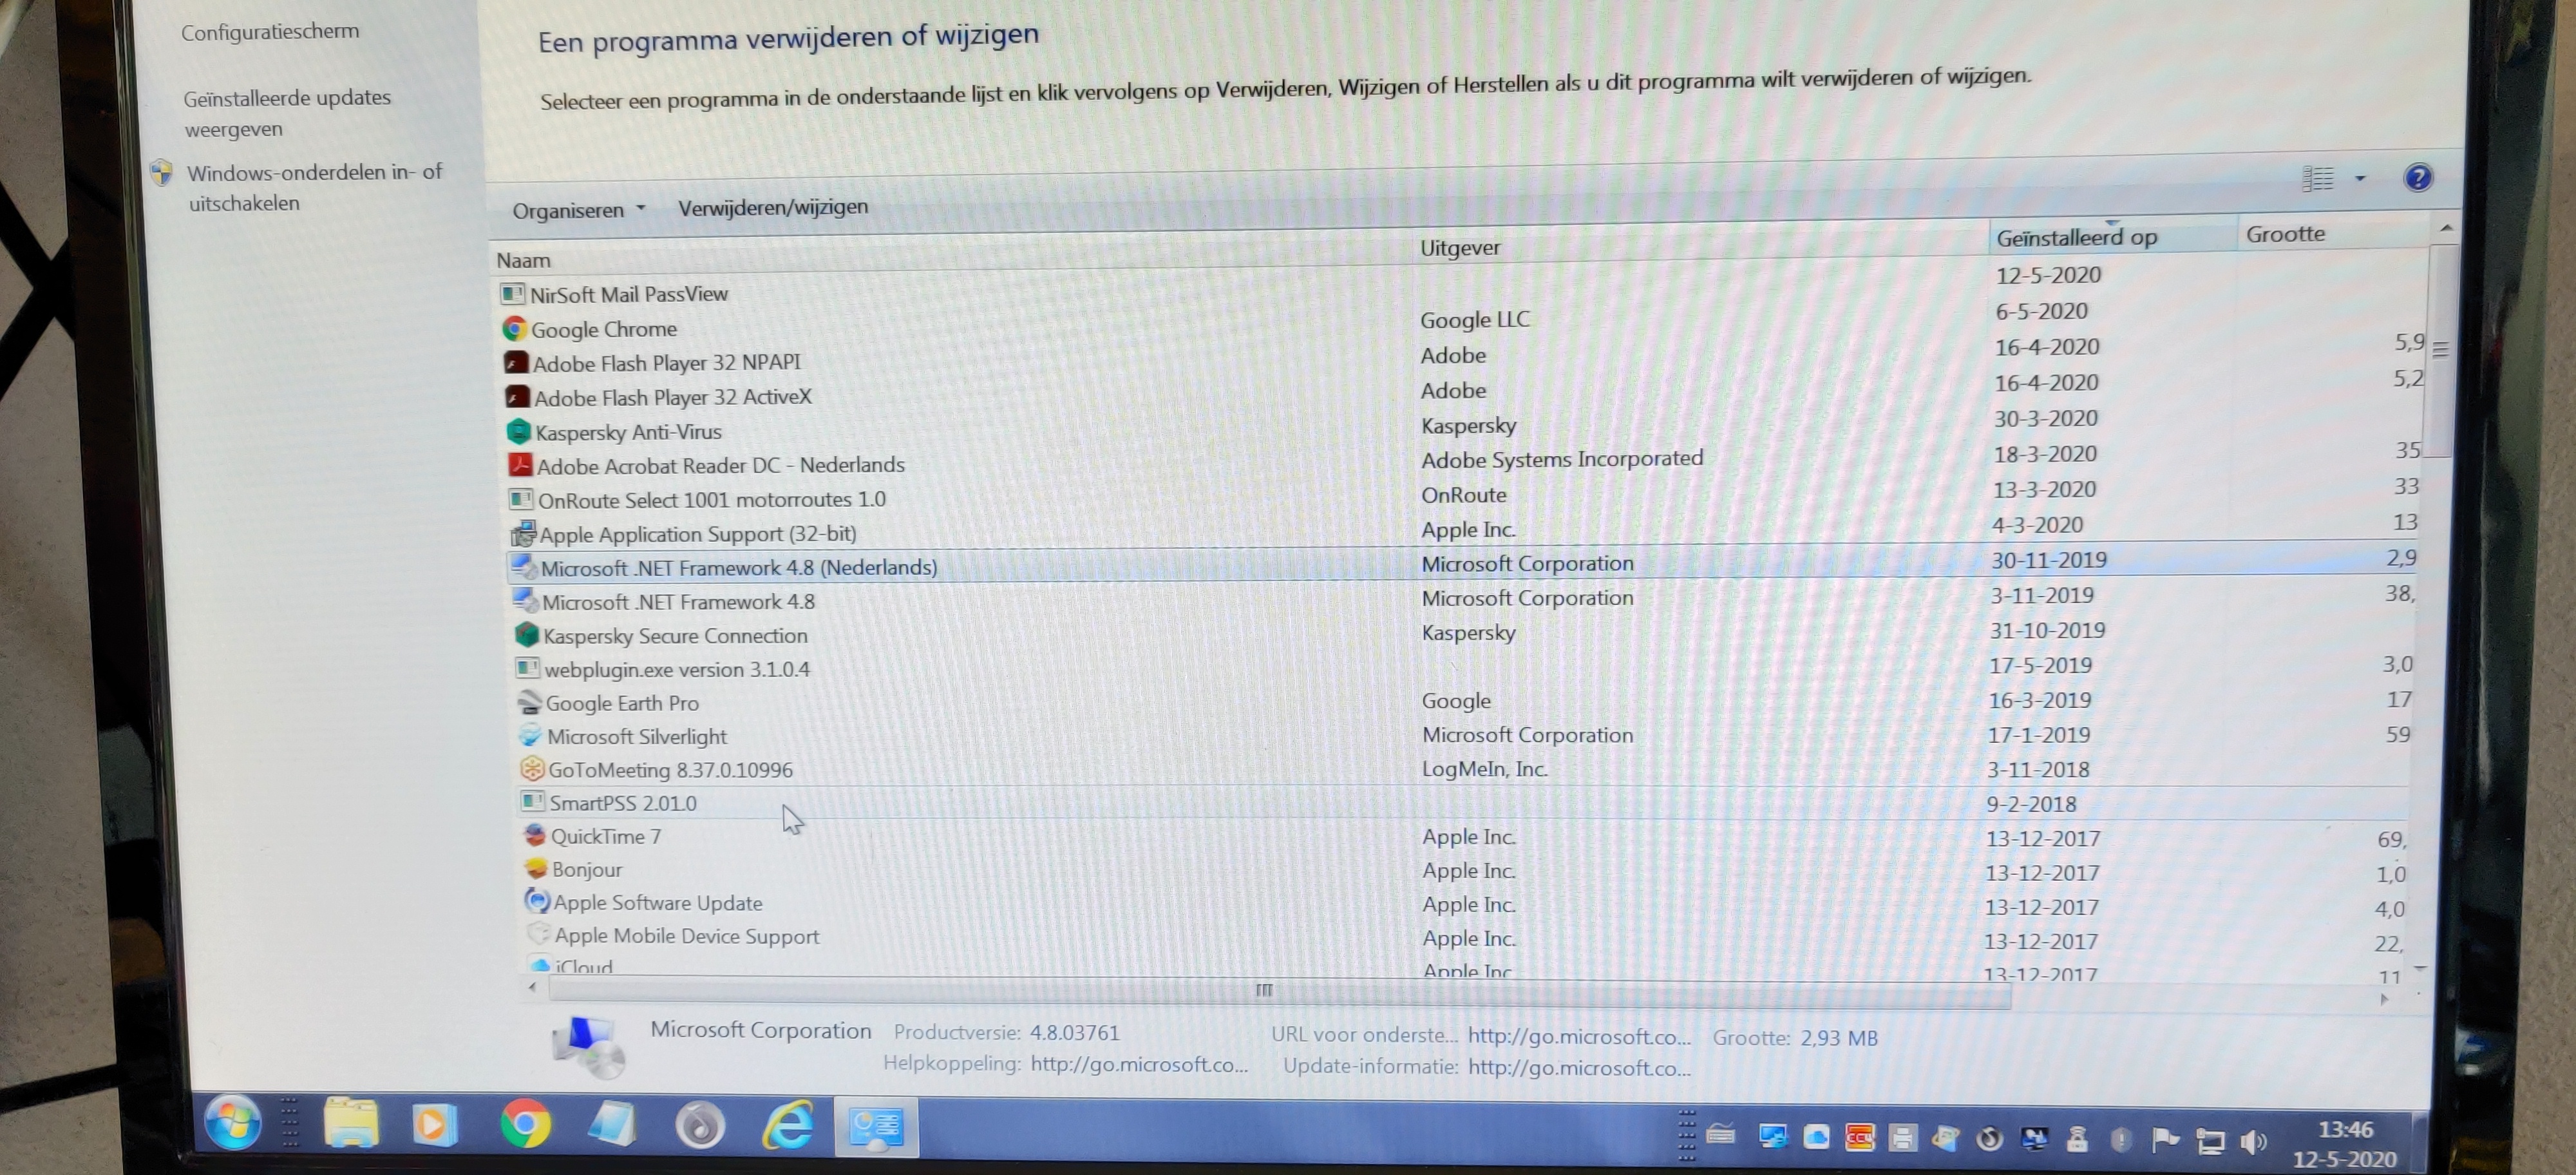 Configuratiescherm
Geïnstalleerde updates
weergeven
Windows-onderdelen in- of
uitschakelen
Een programma verwijderen of wijzigen
Selecteer een programma in de onderstaande lijst en klik vervolgens op Verwijderen, Wijzigen of Herstellen als u dit programma wilt verwijderen of wijzigen.
Organiseren Verwijderen/wijzigen
Naam Uitgever Geïnstalleerd op Grootte
NirSoft Mail PassView 12-5-2020
Google Chrome Google LLC 6-5-2020
Adobe Flash Player 32 NPAPI Adobe 16-4-2020 5,9
Adobe Flash Player 32 ActiveX Adobe 16-4-2020 5,2
Kaspersky Anti-Virus Kaspersky 30-3-2020
Adobe Acrobat Reader DC - Nederlands Adobe Systems Incorporated 18-3-2020 35
OnRoute Select 1001 motorroutes 1.0 OnRoute 13-3-2020 33
Apple Application Support (32-bit) Apple Inc. 4-3-2020 13
Microsoft .NET Framework 4.8 (Nederlands) Microsoft Corporation 30-11-2019 2,9
Microsoft .NET Framework 4.8 Microsoft Corporation 3-11-2019 38,
Kaspersky Secure Connection Kaspersky 31-10-2019
webplugin.exe version 3.1.0.4 17-5-2019 3,0
Google Earth Pro Google 16-3-2019 17
Microsoft Silverlight Microsoft Corporation 17-1-2019 59
GoToMeeting 8.37.0.10996 LogMeIn, Inc. 3-11-2018
SmartPSS 2.01.0 9-2-2018
QuickTime 7 Apple Inc. 13-12-2017 69,
Bonjour Apple Inc. 13-12-2017 1,0
Apple Software Update Apple Inc. 13-12-2017 4,0
Apple Mobile Device Support Apple Inc. 13-12-2017 22,
iCloud Apple Inc. 13-12-2017 11
Microsoft Corporation Productversie: 4.8.03761 URL voor onderste... http://go.microsoft.co... Grootte: 2,93 MB
Helpkoppeling: http://go.microsoft.co... Update-informatie: http://go.microsoft.co...
13:46
12-5-2020